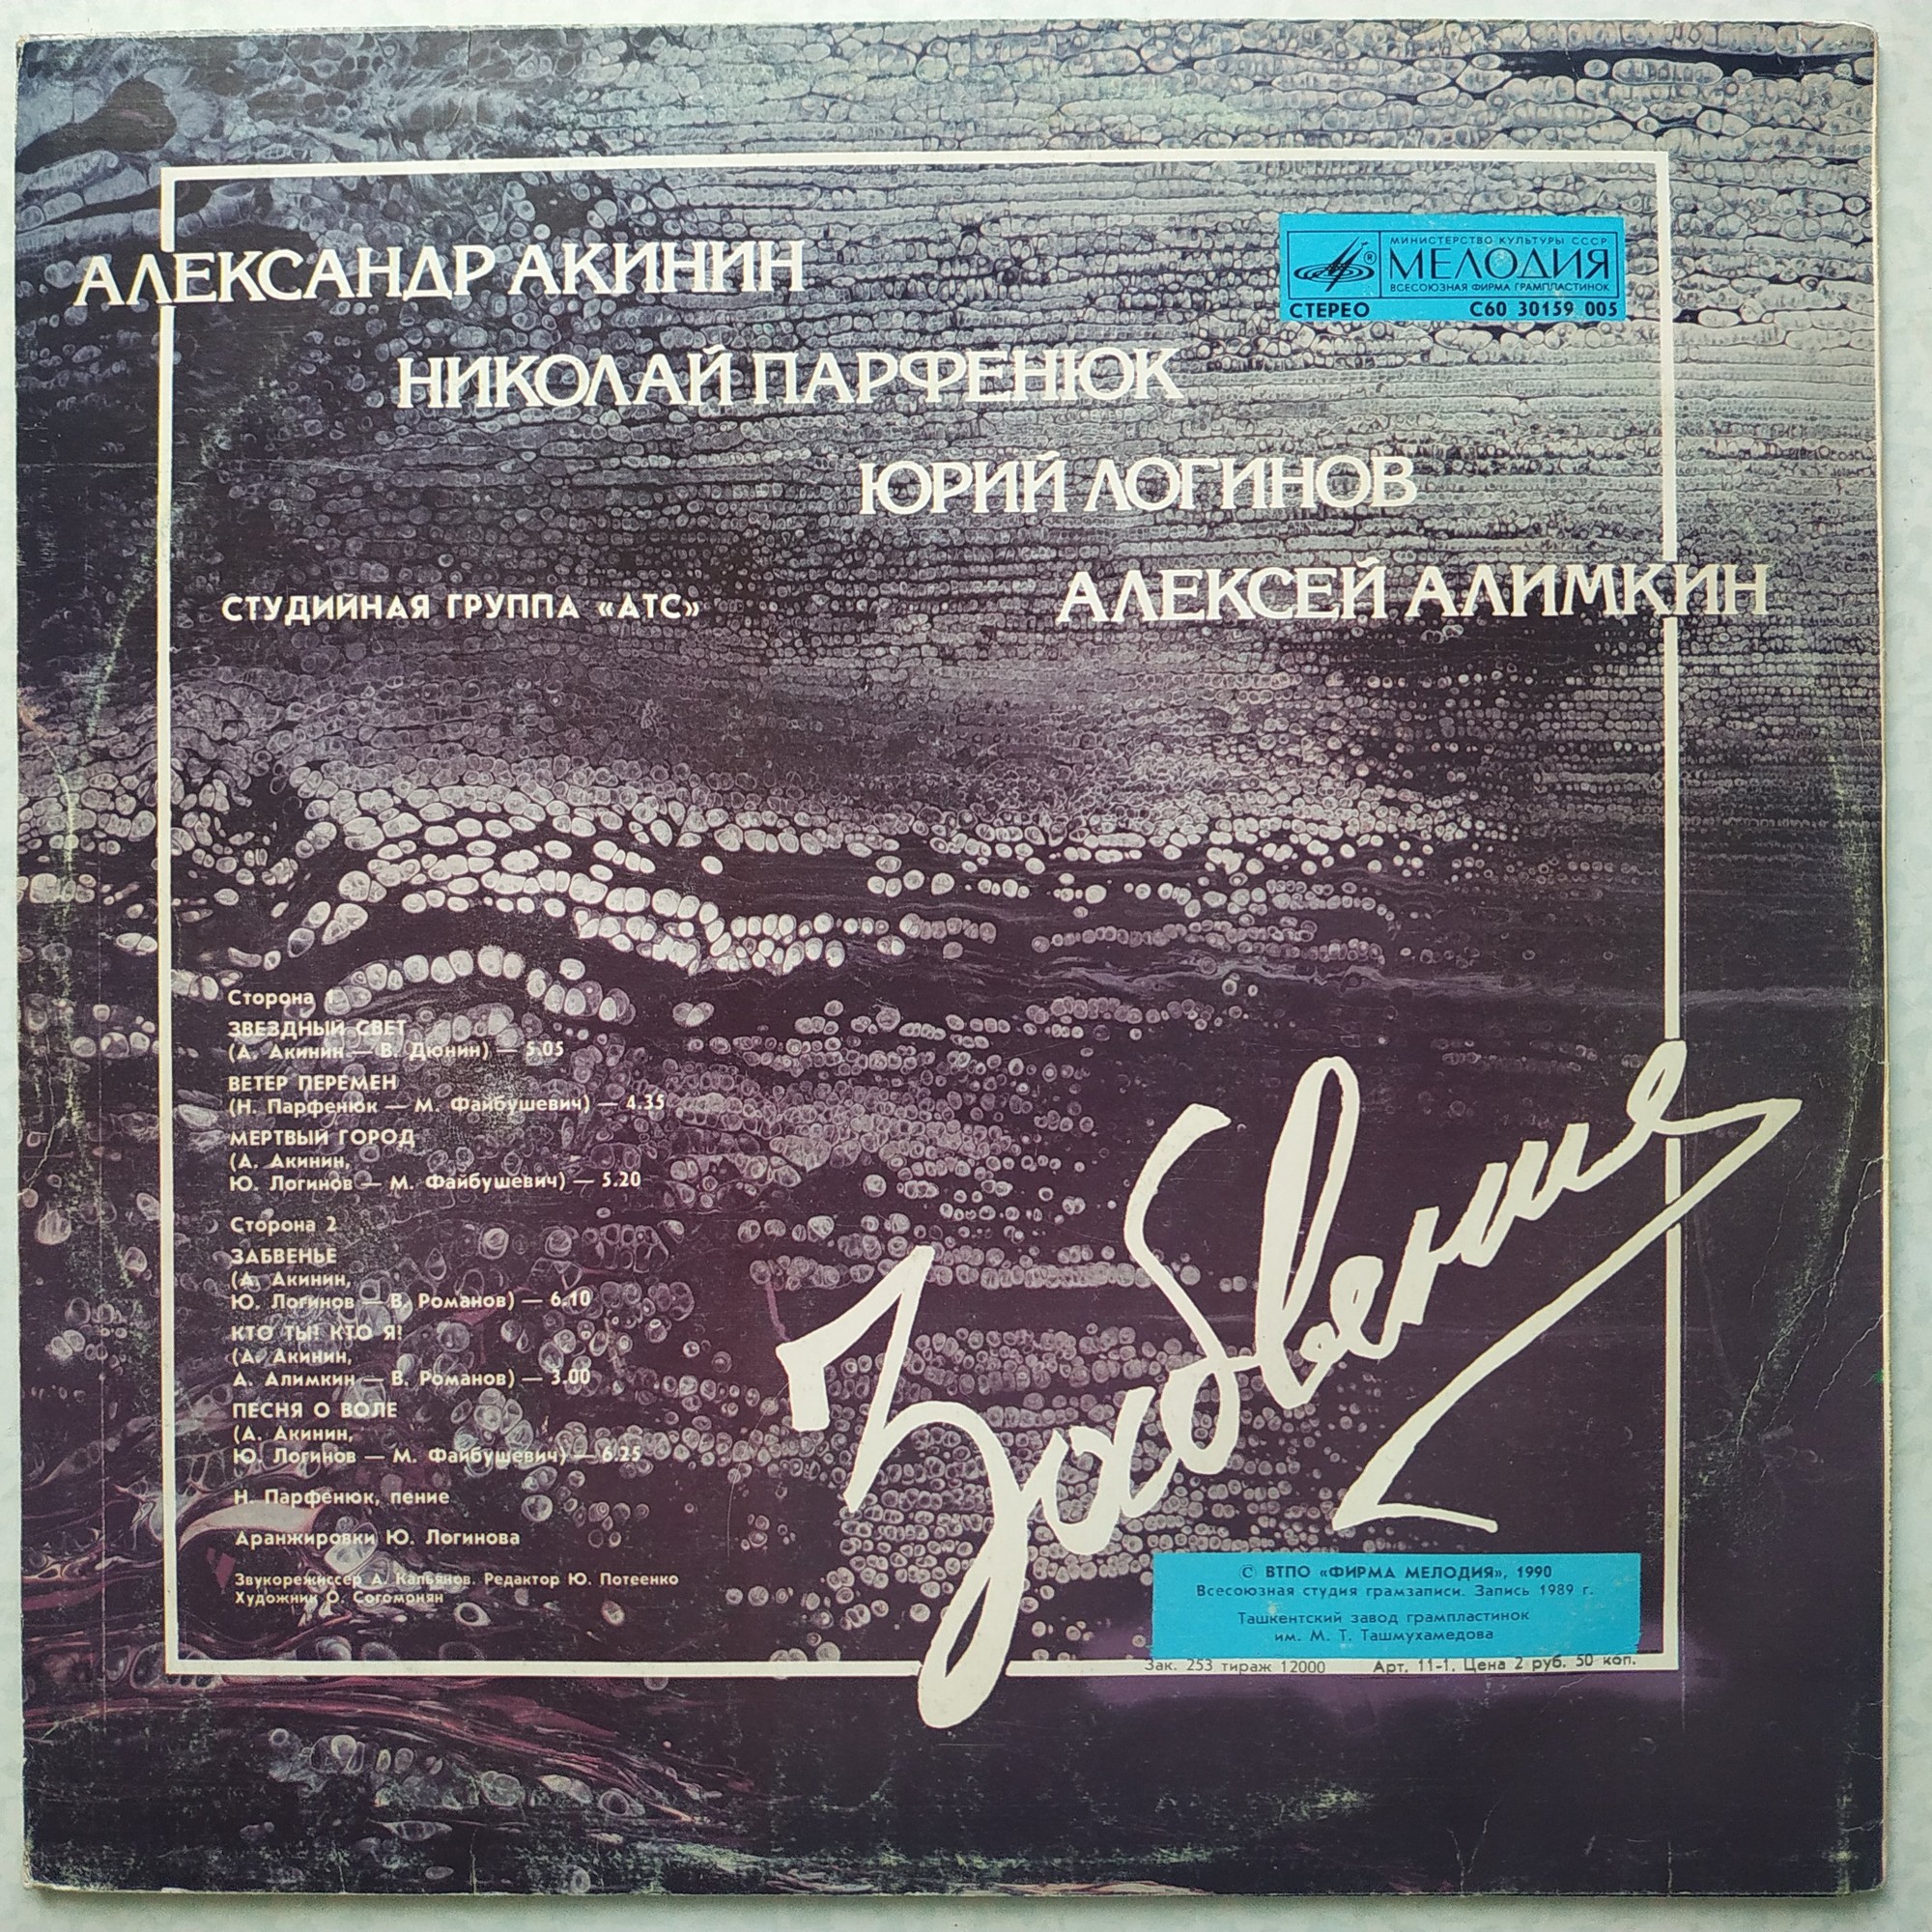 АЛЕКСАНДР АКИНИН
МИНИСТЕРСТВО КУЛЬТУРЫ СССР
МЕЛОДИЯ
ВСЕСОЮЗНАЯ ФИРМА ГРАМПЛАСТИНОК
СТЕРЕО С60 30159 005
НИКОЛАЙ ПАРФЕНЮК
ЮРИЙ ЛОГИНОВ
АЛЕКСЕЙ АЛИМКИН
СТУДИЙНАЯ ГРУППА «АТС»
Сторона 1
ЗВЕЗДНЫЙ СВЕТ
(А. Акинин — В. Дюнин) — 5.05
ВЕТЕР ПЕРЕМЕН
(Н. Парфенюк — М. Файбушевич) — 4.35
МЕРТВЫЙ ГОРОД
(А. Акинин,
Ю. Логинов — М. Файбушевич) — 5.20
Сторона 2
ЗАБВЕНЬЕ
(А. Акинин,
Ю. Логинов — В. Романов) — 6.10
КТО ТЫ! КТО Я!
(А. Акинин,
А. Алимкин — В. Романов) — 3.00
ПЕСНЯ О ВОЛЕ
(А. Акинин,
Ю. Логинов — М. Файбушевич) — 6.25
Н. Парфенюк, пение
Аранжировки Ю. Логинова
Звукорежиссер А. Кальянов. Редактор Ю. Потеенко
Художник О. Согомонян
Забвение
© ВТПО «ФИРМА МЕЛОДИЯ», 1990
Всесоюзная студия грамзаписи. Запись 1989 г.
Ташкентский завод грампластинок
им. М. Т. Ташмухамедова
Зак. 253 тираж 12000 Арт. 11-1. Цена 2 руб. 50 коп.